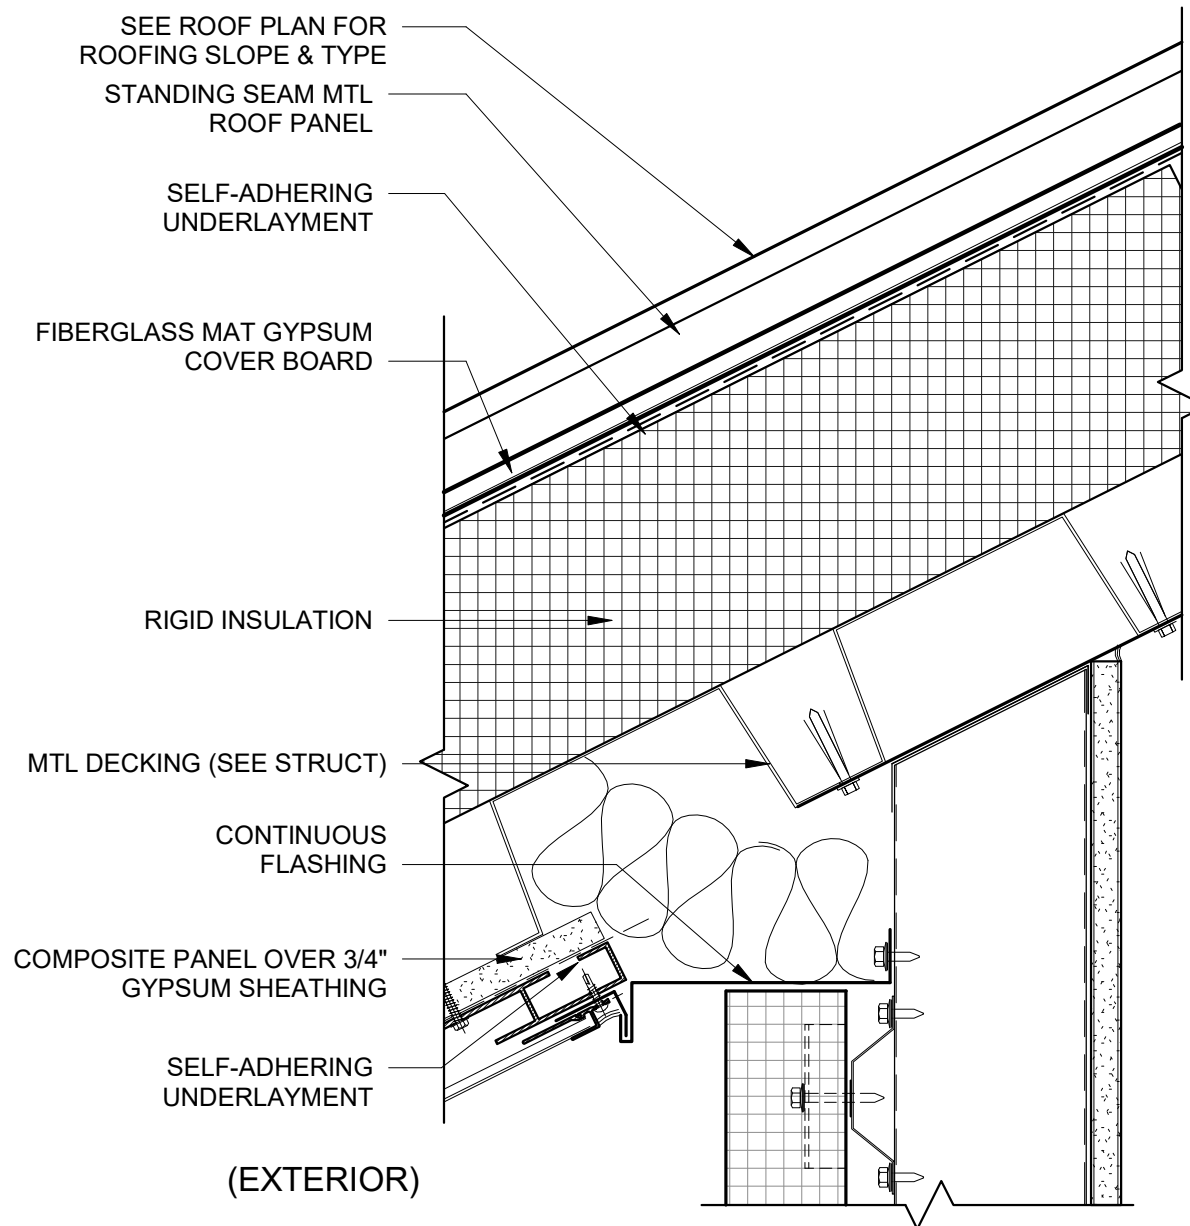 SEE ROOF PLAN FOR
ROOFING SLOPE & TYPE
STANDING SEAM MTL
ROOF PANEL
SELF-ADHERING
UNDERLAYMENT
FIBERGLASS MAT GYPSUM
COVER BOARD
RIGID INSULATION
MTL DECKING (SEE STRUCT)
CONTINUOUS
FLASHING
COMPOSITE PANEL OVER 3/4"
GYPSUM SHEATHING
SELF-ADHERING
UNDERLAYMENT
(EXTERIOR)